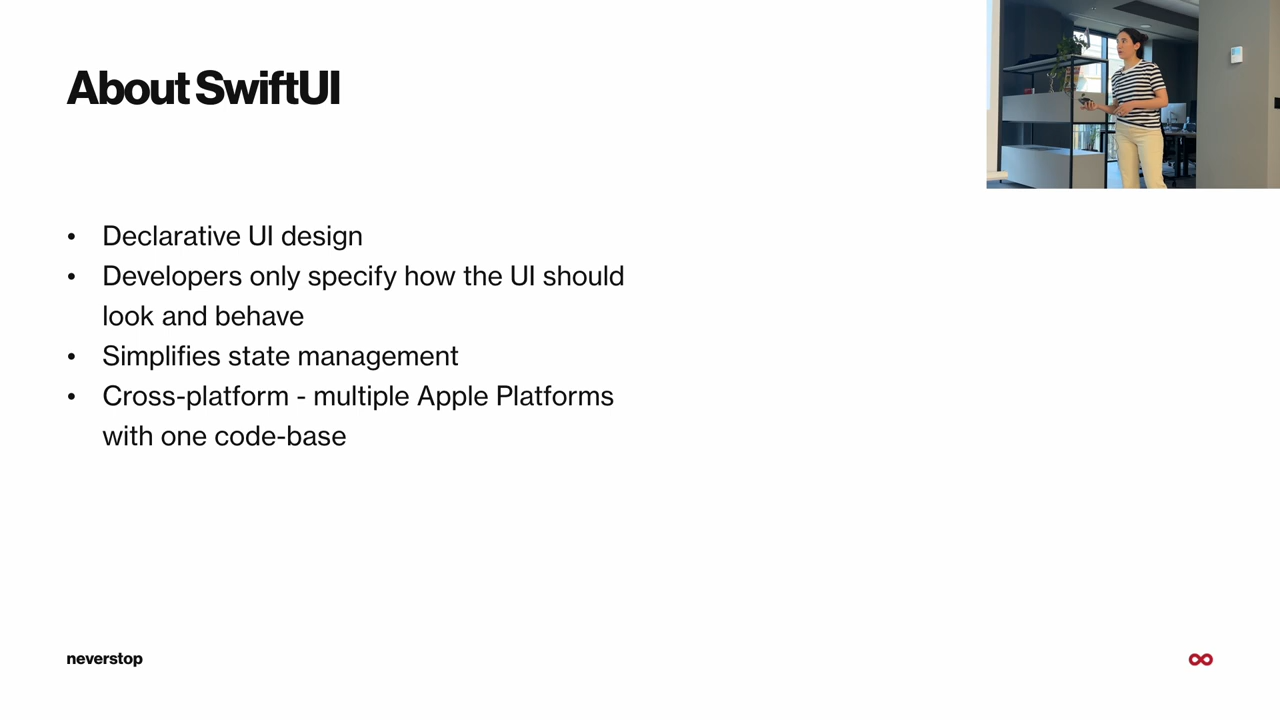 About SwiftUI
• Declarative UI design
• Developers only specify how the UI should
look and behave
• Simplifies state management
• Cross-platform - multiple Apple Platforms
with one code-base
neverstop